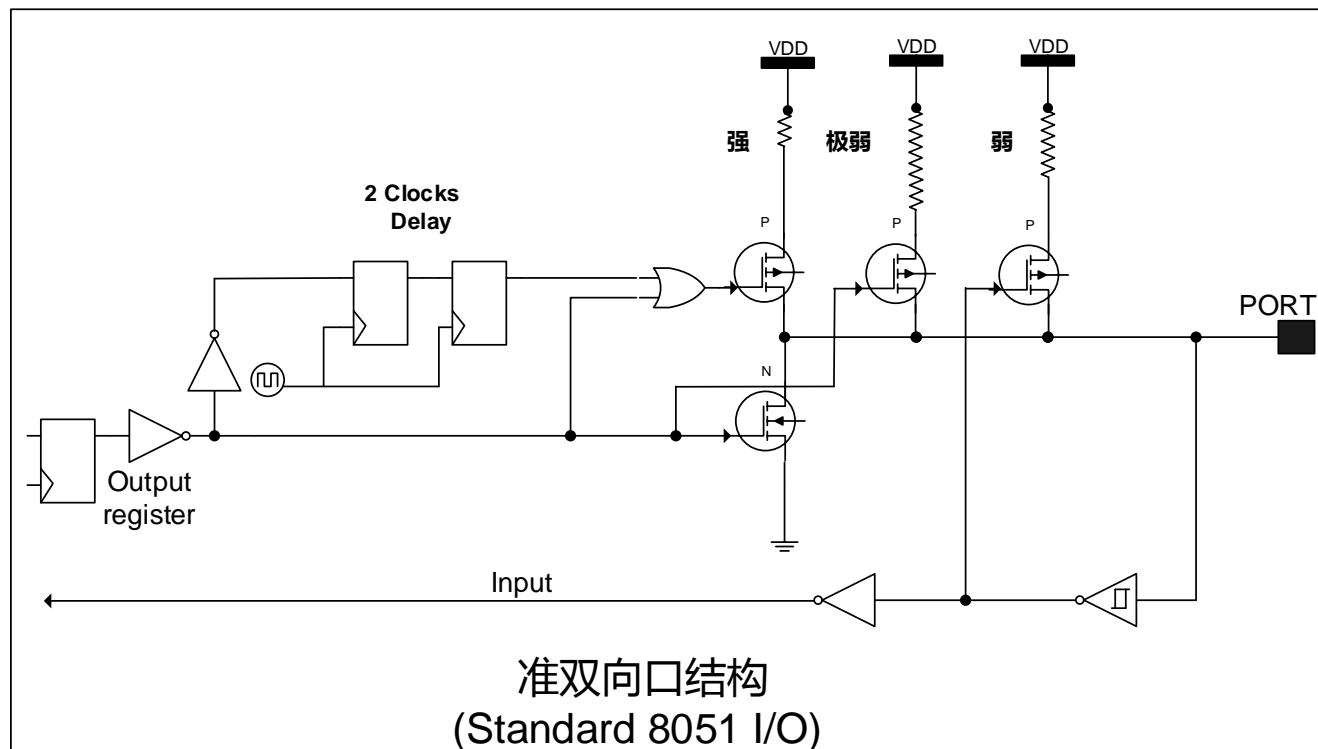 VDD
VDD
VDD
强
极弱
弱
2 Clocks
Delay
P
P
P
PORT
N
Output
register
Input
准双向口结构
(Standard 8051 I/O)